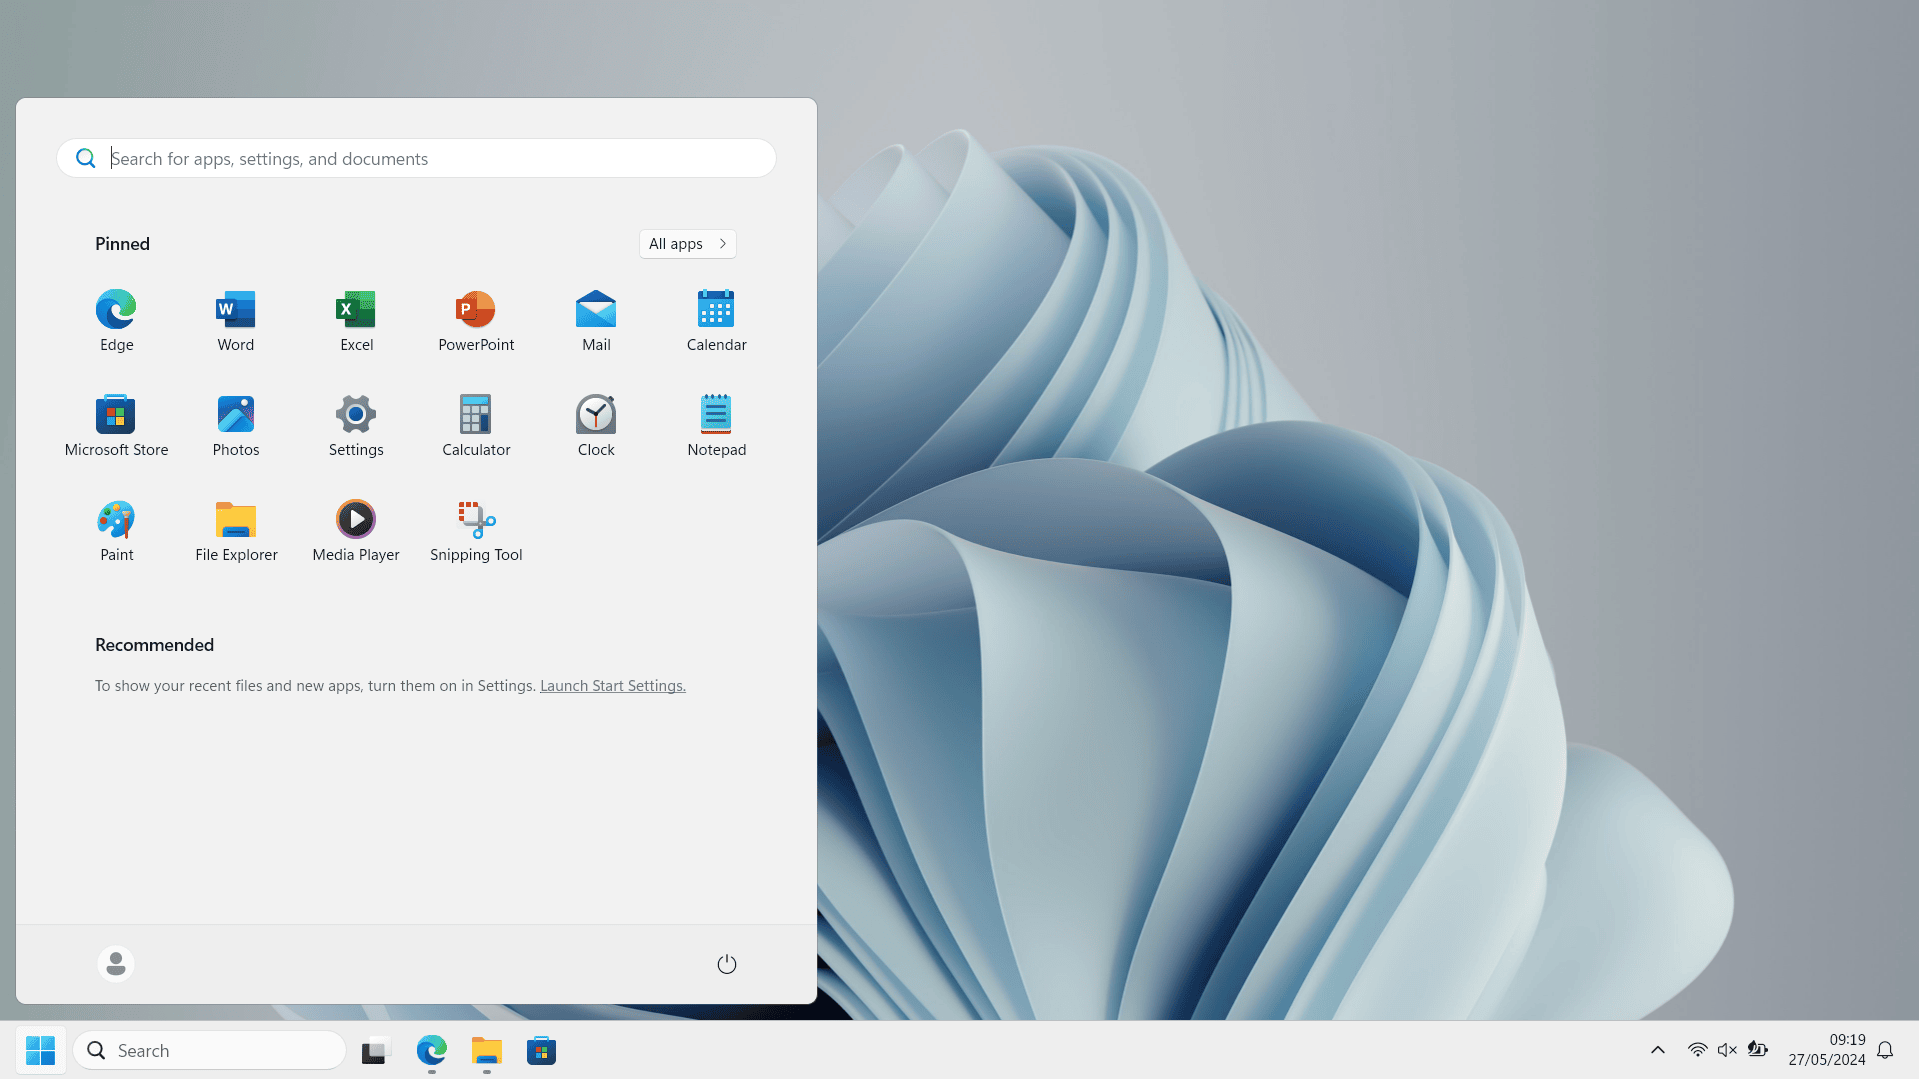 Search for apps, settings, and documents
Pinned
All apps
Edge
Word
Excel
PowerPoint
Mail
Calendar
Microsoft Store
Photos
Settings
Calculator
Clock
Notepad
Paint
File Explorer
Media Player
Snipping Tool
Recommended
To show your recent files and new apps, turn them on in Settings. Launch Start Settings.
Search
09:19
27/05/2024